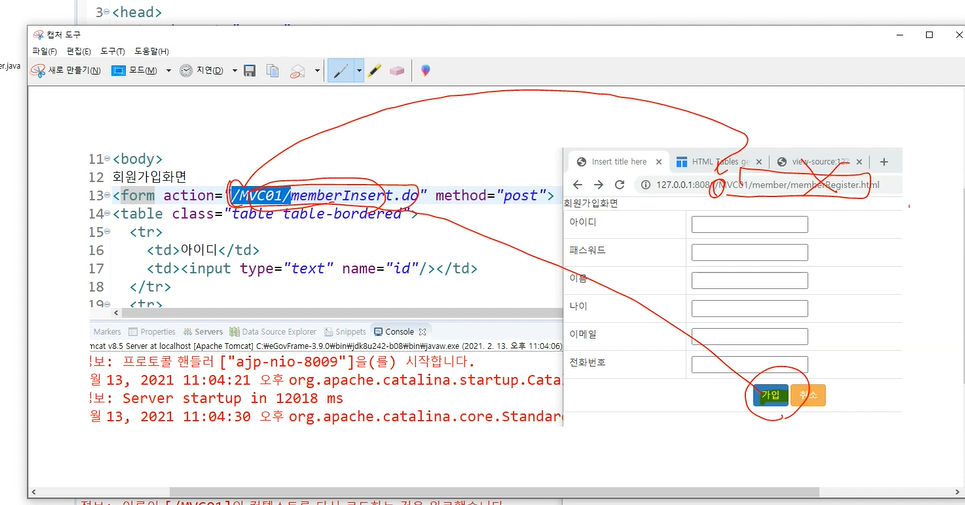 3 <head>
er.java
캡처 도구
파일(F) 편집(E) 도구(T) 도움말(H)
새로 만들기(N) 모드(M) 지연(D)
11 <body>
12 회원가입화면
13 <form action="/MVC01/memberInsert.do" method="post">
14 <table class="table table-bordered">
15 <tr>
16 <td>아이디</td>
17 <td><input type="text" name="id"/></td>
18 </tr>
19 <tr>
Markers Properties Servers Data Source Explorer Snippets Console
mcat v8.5 Server at localhost [Apache Tomcat] C:₩eGovFrame-3.9.0₩bin₩jdk8u242-b08₩bin₩javaw.exe (2021. 2. 13. 오후 11:04:06)
정보: 프로토콜 핸들러 ["ajp-nio-8009"]을(를) 시작합니다.
월 13, 2021 11:04:21 오후 org.apache.catalina.startup.Cata
정보: Server startup in 12018 ms
월 13, 2021 11:04:30 오후 org.apache.catalina.core.Standar
Insert title here HTML Tables ge view-source:127
127.0.0.1:8081/MVC01/member/memberRegister.html
회원가입화면
아이디
패스워드
이름
나이
이메일
전화번호
가입 취소